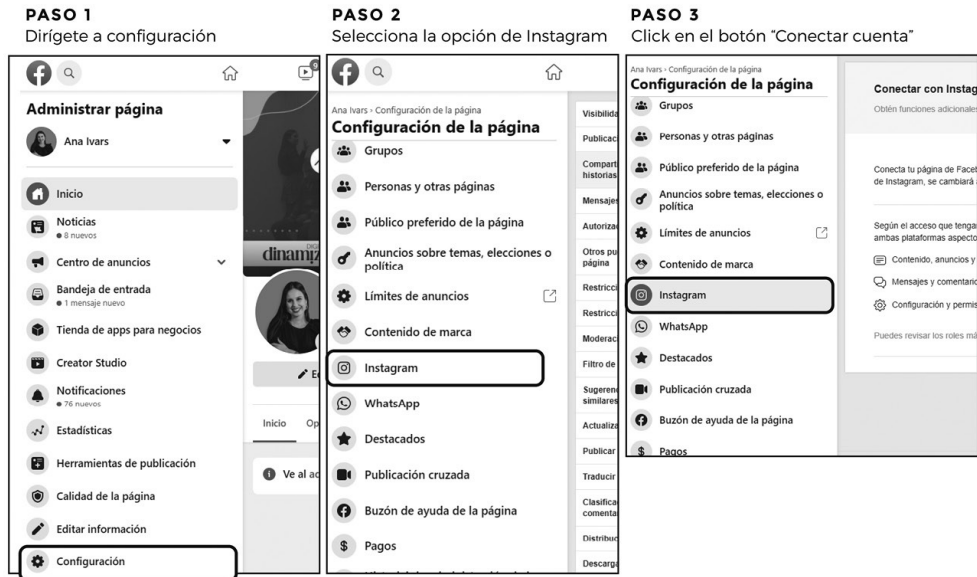 PASO 1
Dirígete a configuración
9
Administrar página
Ana Ivars
Inicio
Noticias
8 nuevos
Centro de anuncios
Bandeja de entrada
1 mensaje nuevo
Tienda de apps para negocios
Creator Studio
Notificaciones
76 nuevos
Estadísticas
Herramientas de publicación
Calidad de la página
Editar información
Configuración
Inicio
Ve al
PASO 2
Selecciona la opción de Instagram
Ana Ivars › Configuración de la página
Configuración de la página
Grupos
Personas y otras páginas
Público preferido de la página
Anuncios sobre temas, elecciones o
política
Límites de anuncios
Contenido de marca
Instagram
WhatsApp
Destacados
Publicación cruzada
Buzón de ayuda de la página
Pagos
Visibilida
Publicac
Compart
historias
Mensajes
Autoriza
Otros pu
página
Restricci
Restricci
Moderac
Filtro de
Sugeren
similares
Actualiza
Publicar
Traducir
Clasifica
comenta
Distribuc
Descarga
PASO 3
Click en el botón “Conectar cuenta”
Ana Ivars › Configuración de la página
Configuración de la página
Grupos
Personas y otras páginas
Público preferido de la página
Anuncios sobre temas, elecciones o
política
Límites de anuncios
Contenido de marca
Instagram
WhatsApp
Destacados
Publicación cruzada
Buzón de ayuda de la página
Pagos
Conectar con Instag
Obtén funciones adicionales
Conecta tu página de Faceb
de Instagram, se cambiará
Según el acceso que tenga
ambas plataformas aspecto
Contenido, anuncios y
Mensajes y comentario
Configuración y permis
Puedes revisar los roles má